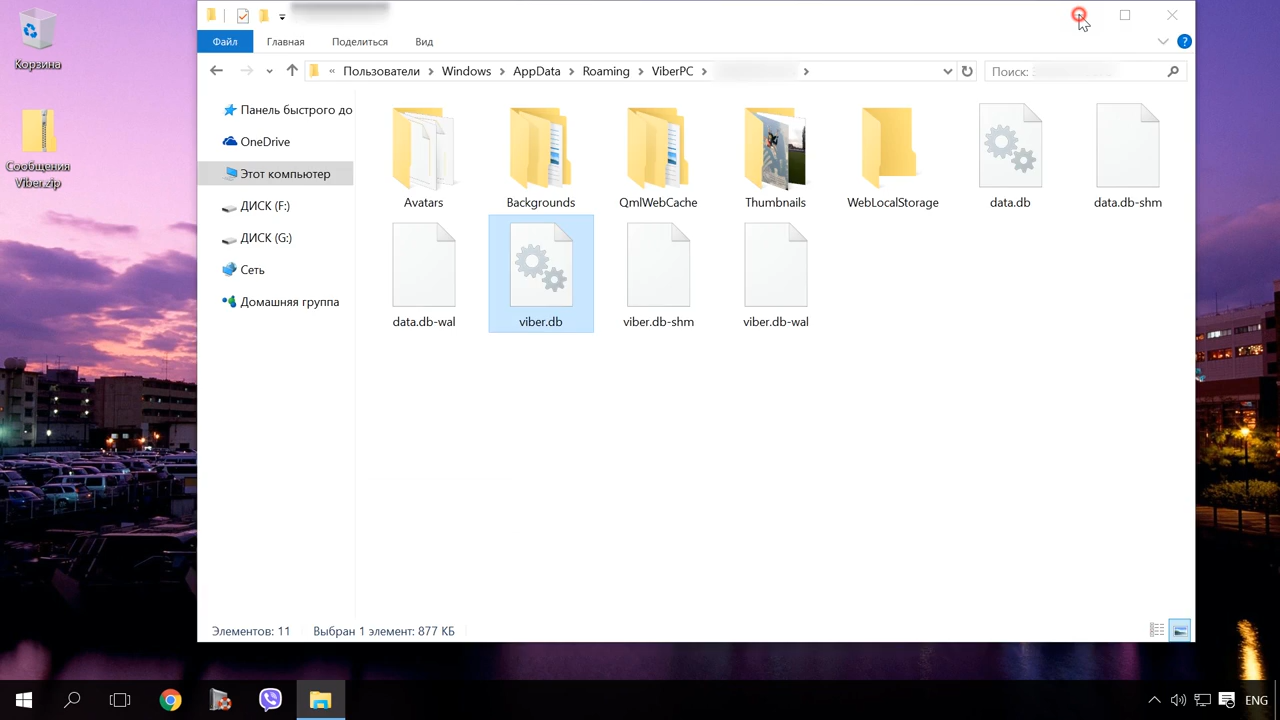 Корзина
Сообщения
Viber.zip
Файл
Главная
Поделиться
Вид
?
« Пользователи > Windows > AppData > Roaming > ViberPC >
Поиск:
Панель быстрого до
OneDrive
Этот компьютер
ДИСК (F:)
ДИСК (G:)
Сеть
Домашняя группа
Avatars
Backgrounds
QmlWebCache
Thumbnails
WebLocalStorage
data.db
data.db-shm
data.db-wal
viber.db
viber.db-shm
viber.db-wal
Элементов: 11
Выбран 1 элемент: 877 КБ
ENG